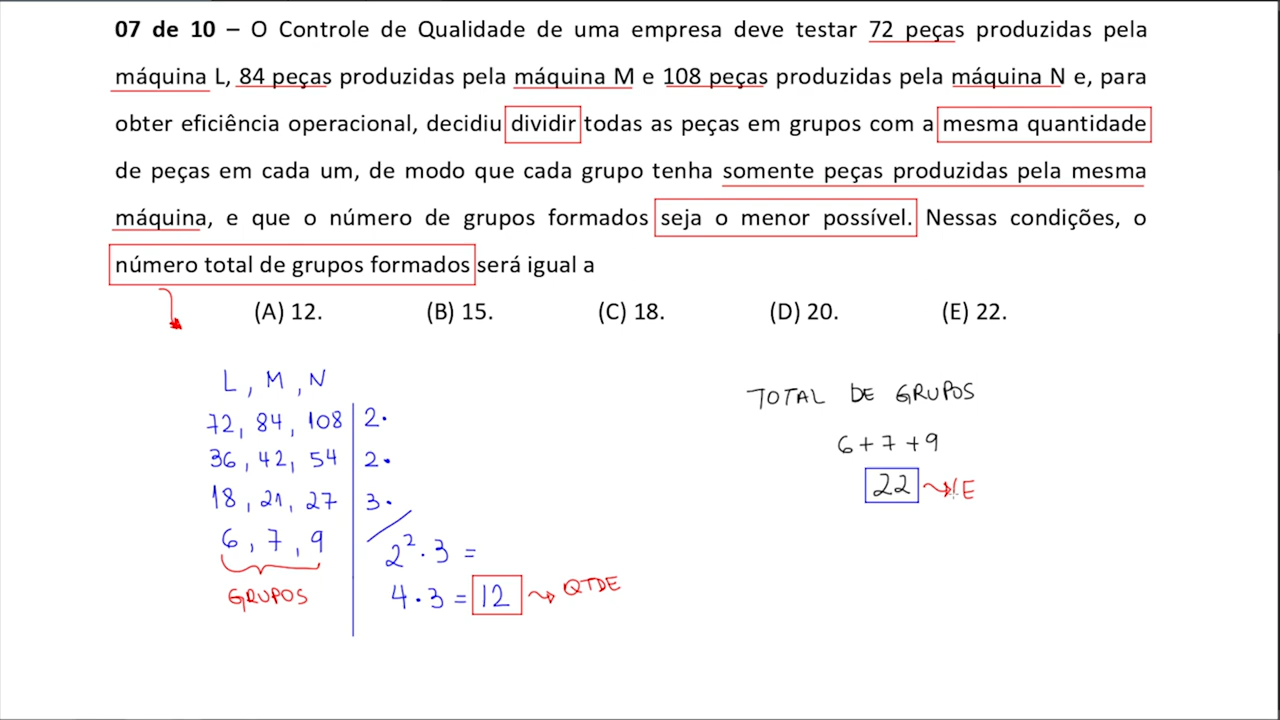 07 de 10 – O Controle de Qualidade de uma empresa deve testar 72 peças produzidas pela
máquina L, 84 peças produzidas pela máquina M e 108 peças produzidas pela máquina N e, para
obter eficiência operacional, decidiu dividir todas as peças em grupos com a mesma quantidade
de peças em cada um, de modo que cada grupo tenha somente peças produzidas pela mesma
máquina, e que o número de grupos formados seja o menor possível. Nessas condições, o
número total de grupos formados será igual a
(A) 12. (B) 15. (C) 18. (D) 20. (E) 22.
L, M, N
72, 84, 108 2·
36, 42, 54 2·
18, 21, 27 3·
6, 7, 9
2² · 3 =
GRUPOS
4 · 3 = 12 QTDE
TOTAL DE GRUPOS
6 + 7 + 9
22 E